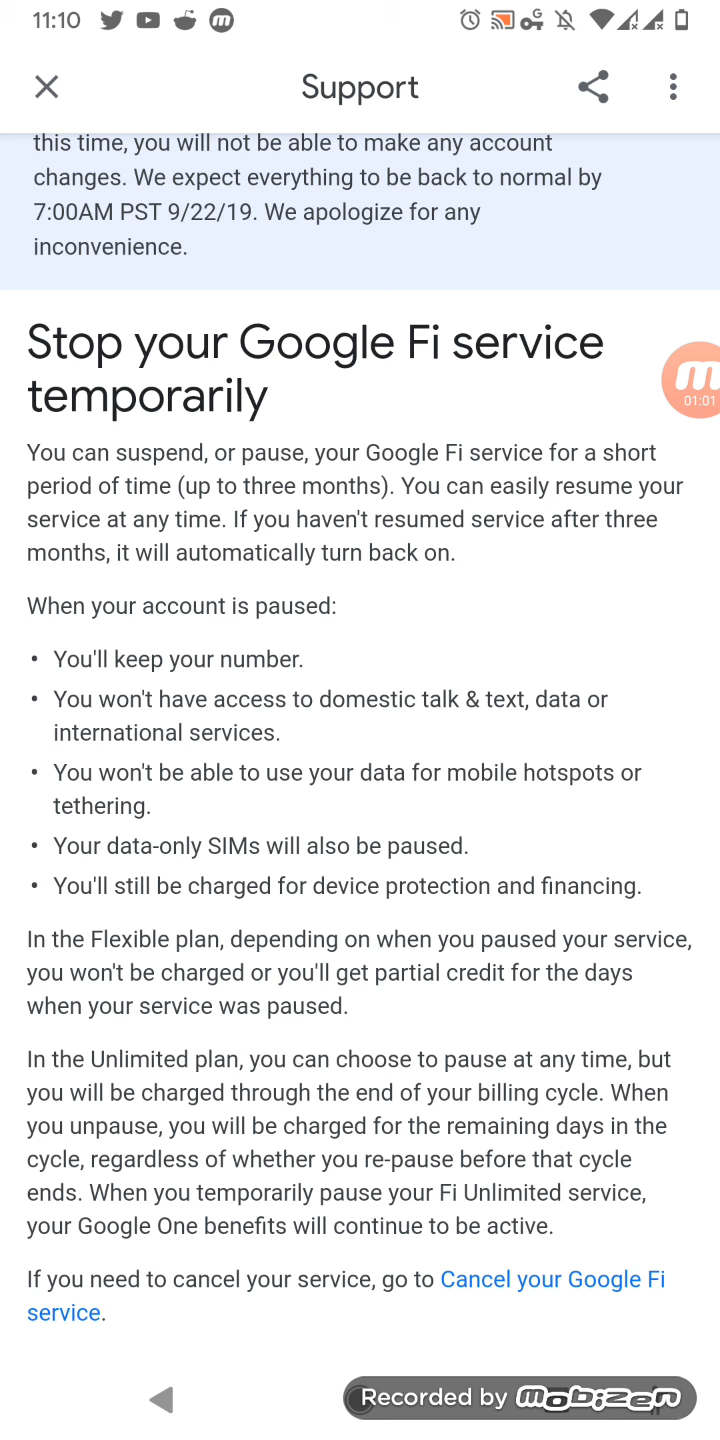 11:10
Support
this time, you will not be able to make any account
changes. We expect everything to be back to normal by
7:00AM PST 9/22/19. We apologize for any
inconvenience.
Stop your Google Fi service
temporarily
01:01
You can suspend, or pause, your Google Fi service for a short
period of time (up to three months). You can easily resume your
service at any time. If you haven't resumed service after three
months, it will automatically turn back on.
When your account is paused:
• You'll keep your number.
• You won't have access to domestic talk & text, data or
international services.
• You won't be able to use your data for mobile hotspots or
tethering.
• Your data-only SIMs will also be paused.
• You'll still be charged for device protection and financing.
In the Flexible plan, depending on when you paused your service,
you won't be charged or you'll get partial credit for the days
when your service was paused.
In the Unlimited plan, you can choose to pause at any time, but
you will be charged through the end of your billing cycle. When
you unpause, you will be charged for the remaining days in the
cycle, regardless of whether you re-pause before that cycle
ends. When you temporarily pause your Fi Unlimited service,
your Google One benefits will continue to be active.
If you need to cancel your service, go to Cancel your Google Fi
service.
Recorded by mobizen